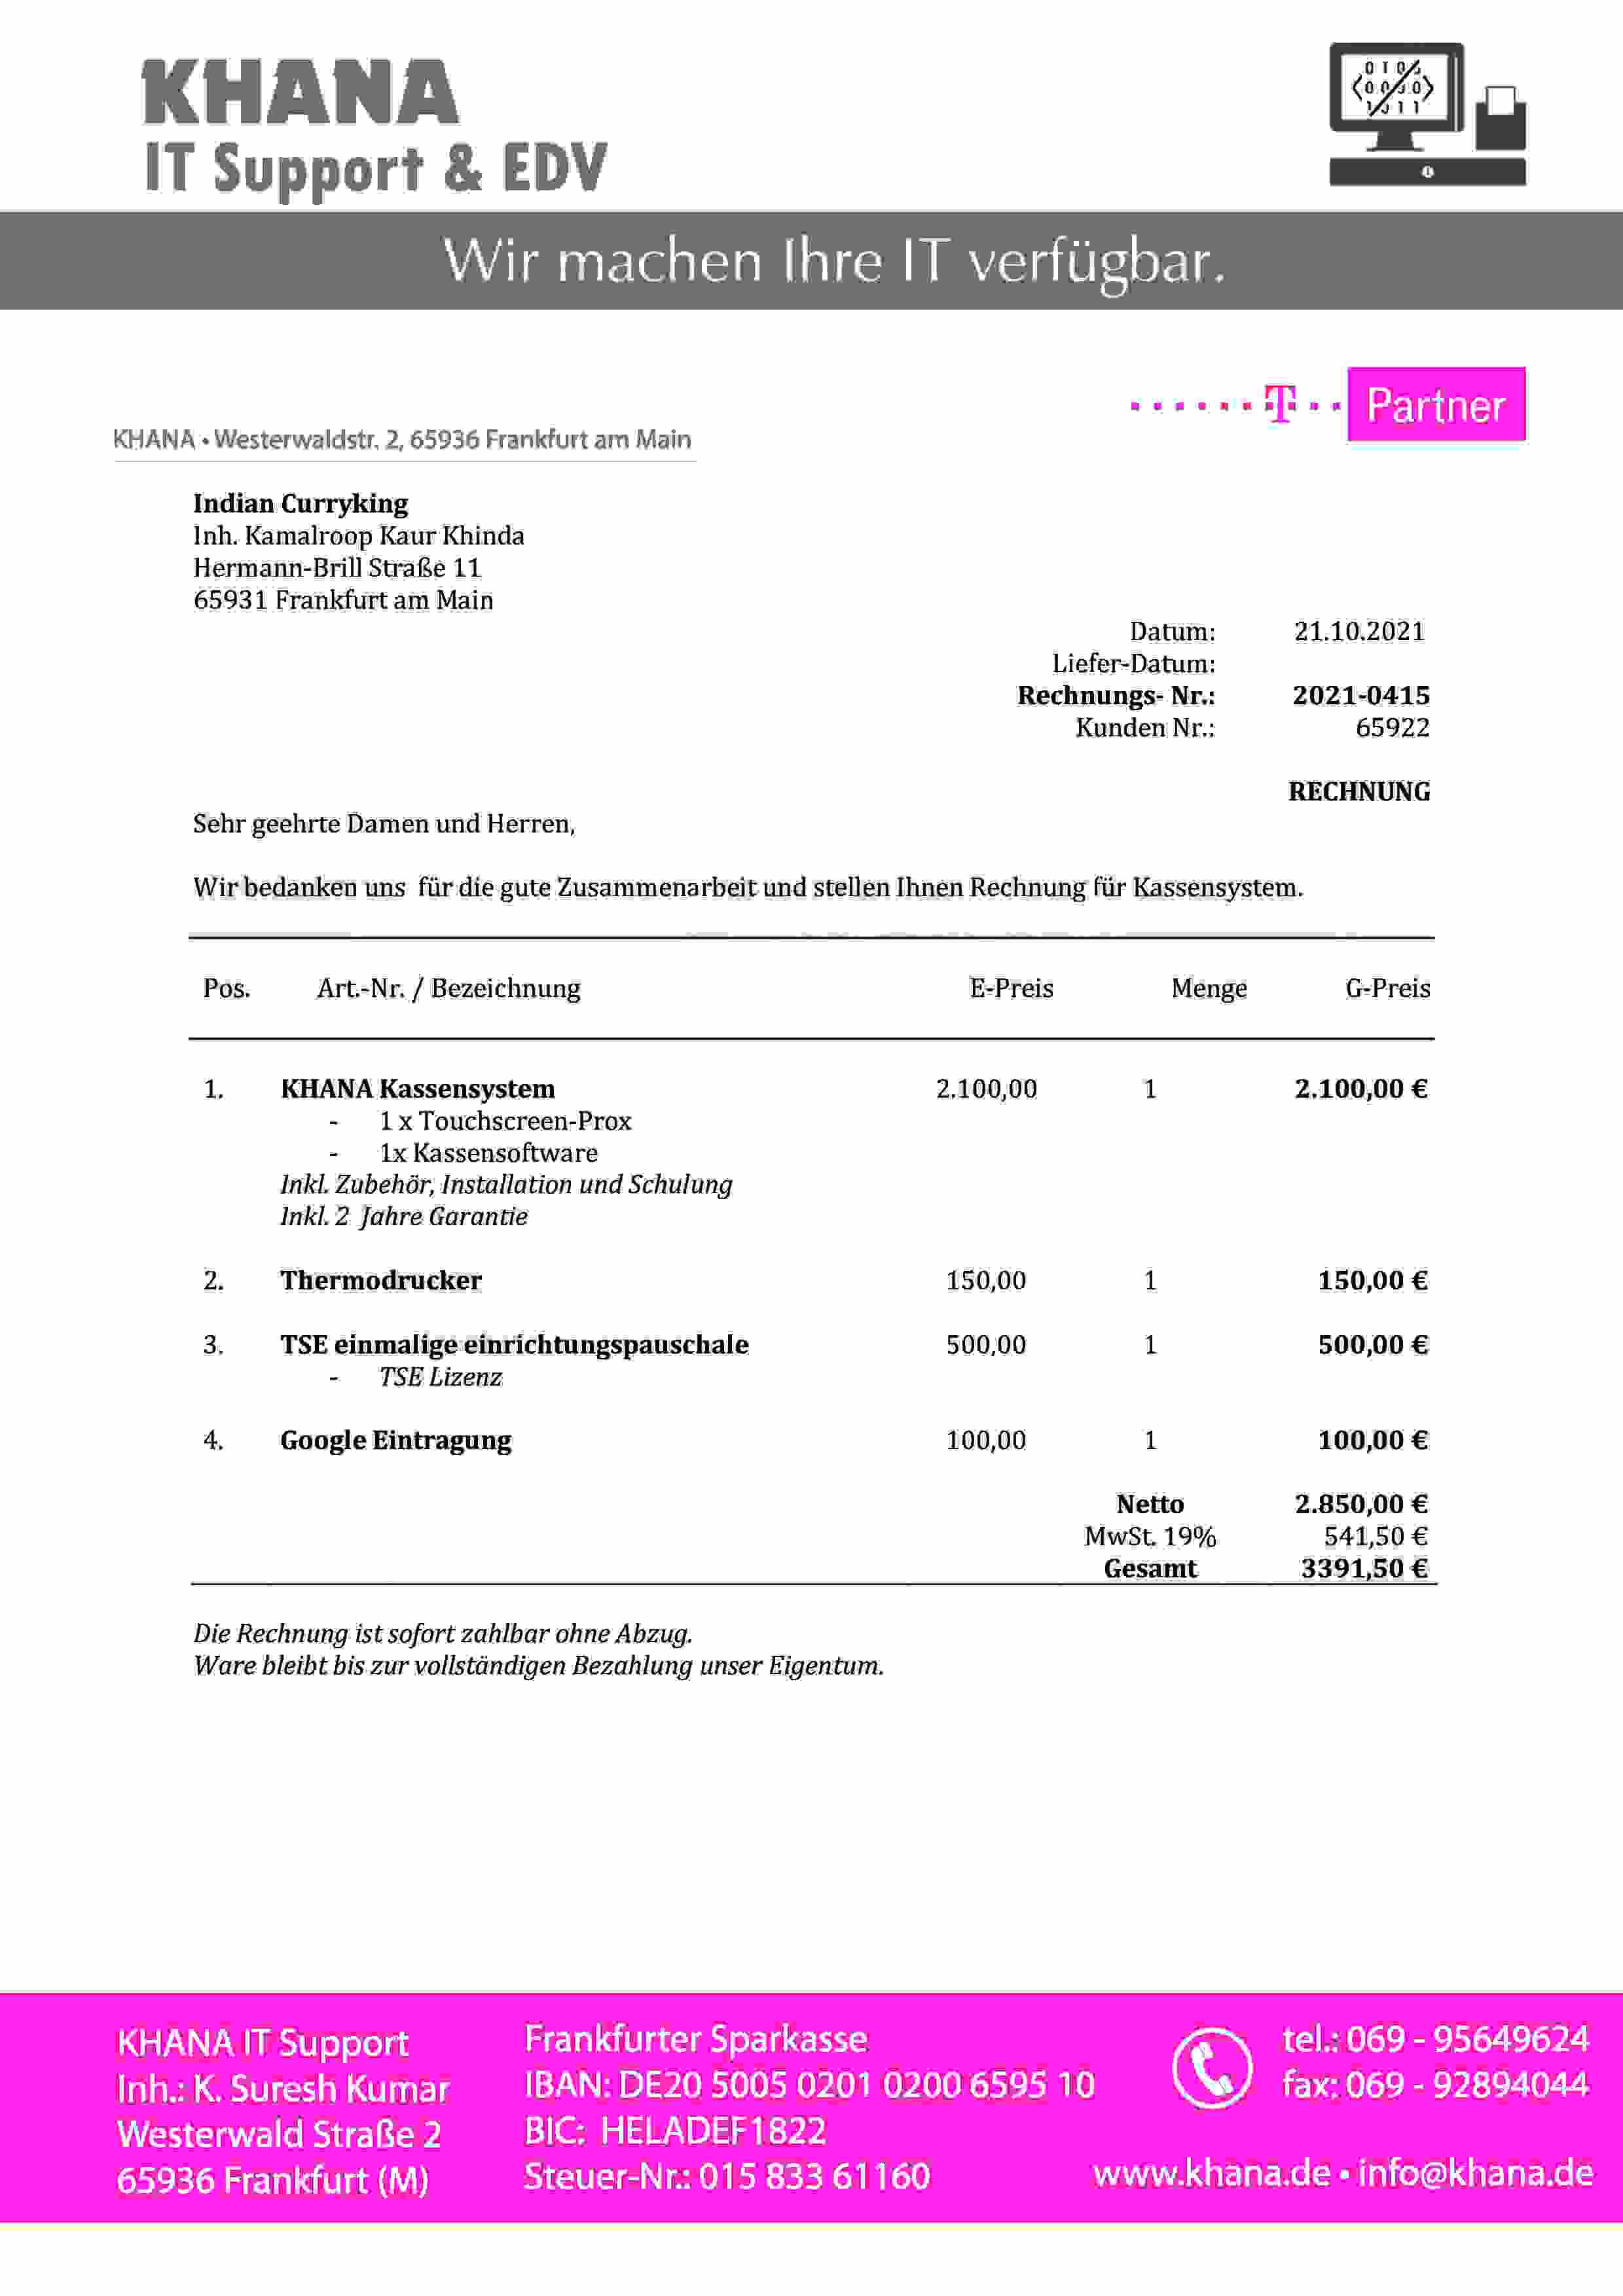 KHANA
IT Support & EDV
Wir machen Ihre IT verfügbar.
T Partner
KHANA • Westerwaldstr. 2, 65936 Frankfurt am Main
Indian Curryking
Inh. Kamalroop Kaur Khinda
Hermann-Brill Straße 11
65931 Frankfurt am Main
Datum: 21.10.2021
Liefer-Datum:
Rechnungs- Nr.: 2021-0415
Kunden Nr.: 65922
RECHNUNG
Sehr geehrte Damen und Herren,
Wir bedanken uns für die gute Zusammenarbeit und stellen Ihnen Rechnung für Kassensystem.
Pos. Art.-Nr. / Bezeichnung E-Preis Menge G-Preis
1. KHANA Kassensystem 2.100,00 1 2.100,00 €
- 1 x Touchscreen-Prox
- 1x Kassensoftware
Inkl. Zubehör, Installation und Schulung
Inkl. 2 Jahre Garantie
2. Thermodrucker 150,00 1 150,00 €
3. TSE einmalige einrichtungspauschale 500,00 1 500,00 €
- TSE Lizenz
4. Google Eintragung 100,00 1 100,00 €
Netto 2.850,00 €
MwSt. 19% 541,50 €
Gesamt 3391,50 €
Die Rechnung ist sofort zahlbar ohne Abzug.
Ware bleibt bis zur vollständigen Bezahlung unser Eigentum.
KHANA IT Support
Inh.: K. Suresh Kumar
Westerwald Straße 2
65936 Frankfurt (M)
Frankfurter Sparkasse
IBAN: DE20 5005 0201 0200 6595 10
BIC: HELADEF1822
Steuer-Nr.: 015 833 61160
tel.: 069 - 95649624
fax: 069 - 92894044
www.khana.de • info@khana.de